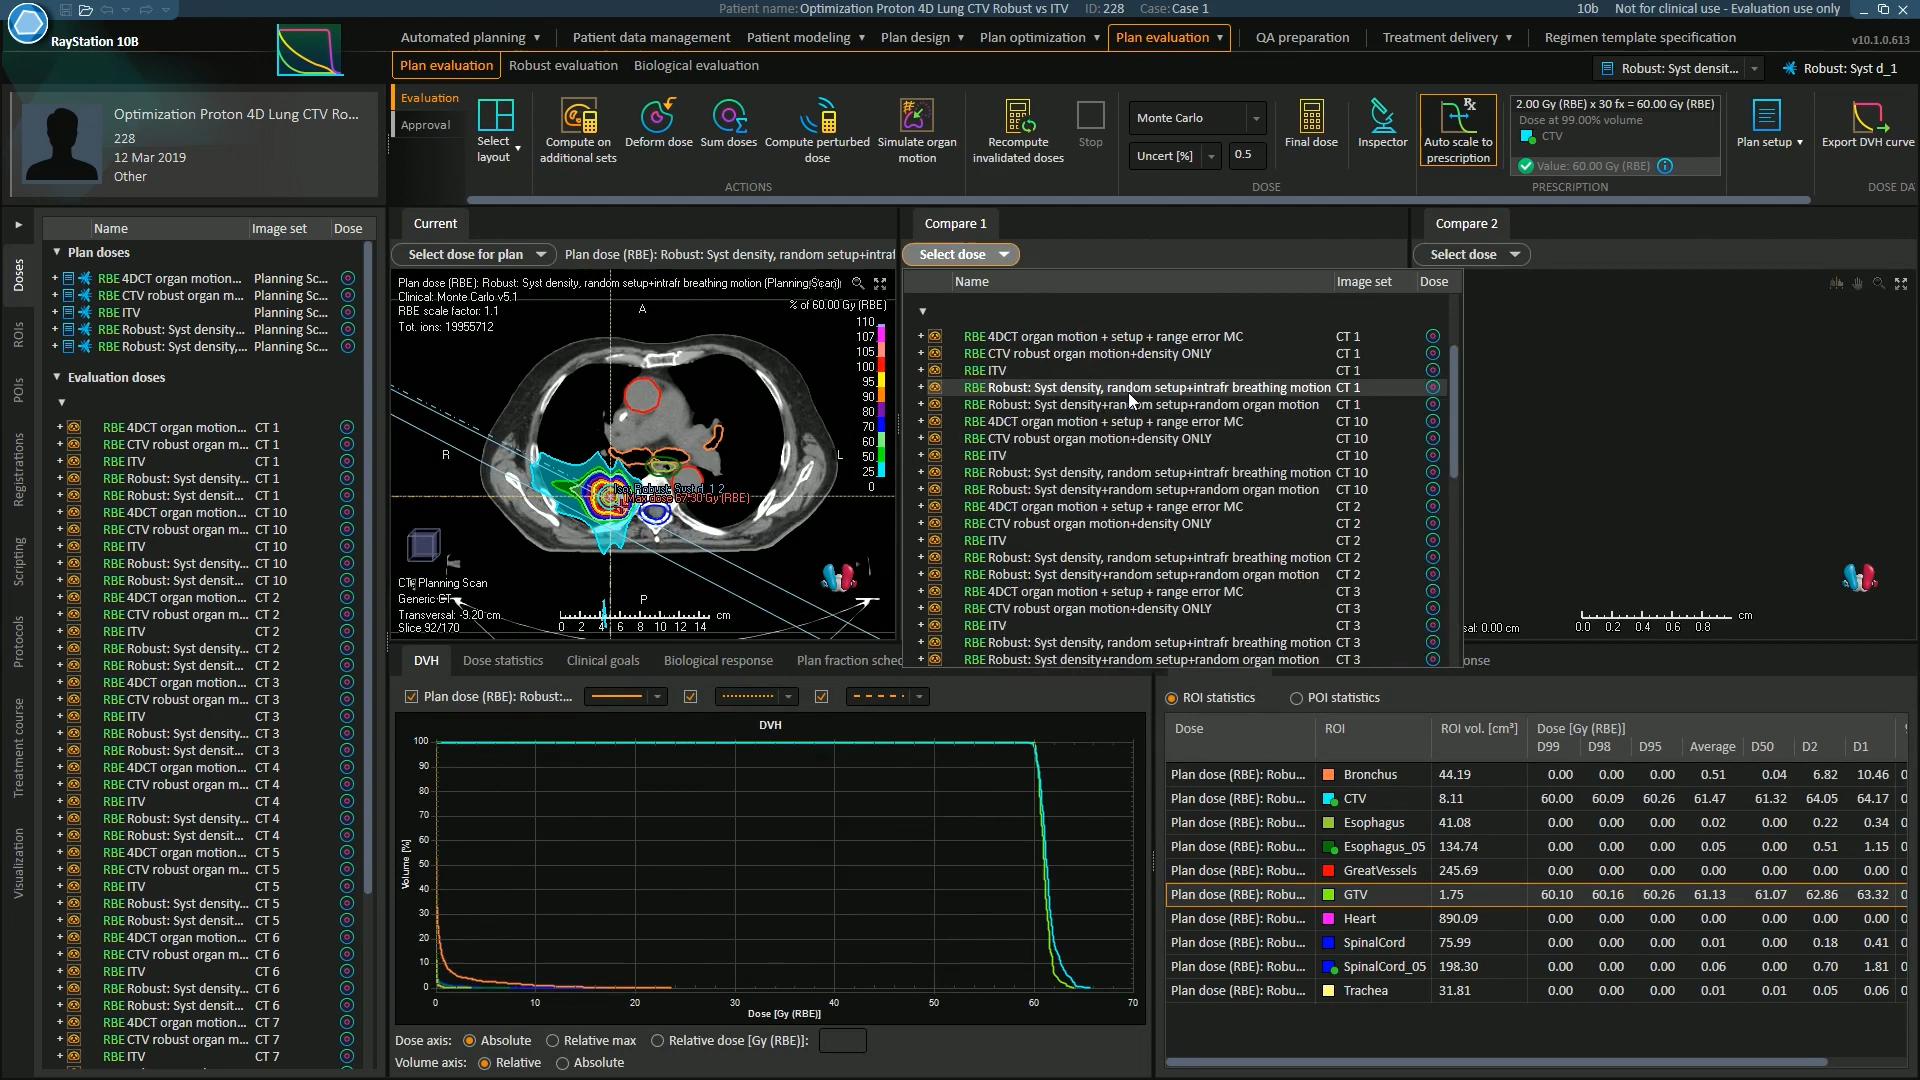 Patient name: Optimization Proton 4D Lung CTV Robust vs ITV ID: 228 Case: Case 1
10b Not for clinical use - Evaluation use only
RayStation 10B
Automated planning Patient data management Patient modeling Plan design Plan optimization Plan evaluation QA preparation Treatment delivery Regimen template specification
v10.1.0.613
Plan evaluation Robust evaluation Biological evaluation
Robust: Syst densit... Robust: Syst d_1
Optimization Proton 4D Lung CTV Ro...
228
12 Mar 2019
Other
Evaluation
Approval
Select layout
Compute on additional sets
Deform dose
Sum doses
Compute perturbed dose
Simulate organ motion
ACTIONS
Recompute invalidated doses
Stop
Monte Carlo
Uncert [%] 0.5
Final dose
DOSE
Inspector
Auto scale to prescription
2.00 Gy (RBE) x 30 fx = 60.00 Gy (RBE)
Dose at 99.00% volume
CTV
Value: 60.00 Gy (RBE)
PRESCRIPTION
Plan setup
Export DVH curve
DOSE DA
Doses
ROIs
POIs
Registrations
Scripting
Protocols
Treatment course
Visualization
Name Image set Dose
Plan doses
RBE 4DCT organ motion... Planning Sc...
RBE CTV robust organ m... Planning Sc...
RBE ITV Planning Sc...
RBE Robust: Syst density... Planning Sc...
RBE Robust: Syst density,... Planning Sc...
Evaluation doses
RBE 4DCT organ motion... CT 1
RBE CTV robust organ m... CT 1
RBE ITV CT 1
RBE Robust: Syst density... CT 1
RBE Robust: Syst densit... CT 1
RBE 4DCT organ motion... CT 10
RBE CTV robust organ m... CT 10
RBE ITV CT 10
RBE Robust: Syst density... CT 10
RBE Robust: Syst densit... CT 10
RBE 4DCT organ motion... CT 2
RBE CTV robust organ m... CT 2
RBE ITV CT 2
RBE Robust: Syst density... CT 2
RBE Robust: Syst densit... CT 2
RBE 4DCT organ motion... CT 3
RBE CTV robust organ m... CT 3
RBE ITV CT 3
RBE Robust: Syst density... CT 3
RBE Robust: Syst densit... CT 3
RBE 4DCT organ motion... CT 4
RBE CTV robust organ m... CT 4
RBE ITV CT 4
RBE Robust: Syst densit... CT 4
RBE Robust: Syst densit... CT 4
RBE 4DCT organ motion... CT 5
RBE CTV robust organ m... CT 5
RBE ITV CT 5
RBE Robust: Syst density... CT 5
RBE Robust: Syst densit... CT 5
RBE 4DCT organ motion... CT 6
RBE CTV robust organ m... CT 6
RBE ITV CT 6
RBE Robust: Syst density... CT 6
RBE Robust: Syst densit... CT 6
RBE 4DCT organ motion... CT 7
RBE CTV robust organ m... CT 7
RBE ITV CT 7
Current
Select dose for plan Plan dose (RBE): Robust: Syst density, random setup+intraf
Plan dose (RBE): Robust: Syst density, random setup+intrafr breathing motion (Planning Scan)
Clinical: Monte Carlo v5.1
RBE scale factor: 1.1
Tot. ions: 19955712
% of 60.00 Gy (RBE)
110
107
105
100
95
90
80
70
60
50
25
0
A
R
L
P
Max dose 67.30 Gy (RBE)
CT: Planning Scan
Generic CT
Transversal: -9.20 cm
Slice 92/170
0 2 4 6 8 10 12 14 cm
Compare 1
Select dose
Name Image set Dose
RBE 4DCT organ motion + setup + range error MC CT 1
RBE CTV robust organ motion+density ONLY CT 1
RBE ITV CT 1
RBE Robust: Syst density, random setup+intrafr breathing motion CT 1
RBE Robust: Syst density+random setup+random organ motion CT 1
RBE 4DCT organ motion + setup + range error MC CT 10
RBE CTV robust organ motion+density ONLY CT 10
RBE ITV CT 10
RBE Robust: Syst density, random setup+intrafr breathing motion CT 10
RBE Robust: Syst density+random setup+random organ motion CT 10
RBE 4DCT organ motion + setup + range error MC CT 2
RBE CTV robust organ motion+density ONLY CT 2
RBE ITV CT 2
RBE Robust: Syst density, random setup+intrafr breathing motion CT 2
RBE Robust: Syst density+random setup+random organ motion CT 2
RBE 4DCT organ motion + setup + range error MC CT 3
RBE CTV robust organ motion+density ONLY CT 3
RBE ITV CT 3
RBE Robust: Syst density, random setup+intrafr breathing motion CT 3
RBE Robust: Syst density+random setup+random organ motion CT 3
Compare 2
Select dose
sal: 0.00 cm
0.0 0.2 0.4 0.6 0.8 cm
DVH Dose statistics Clinical goals Biological response Plan fraction sche
onse
Plan dose (RBE): Robust:...
DVH
100
90
80
70
60
50
40
30
20
10
0
Volume [%]
0 10 20 30 40 50 60 70
Dose [Gy (RBE)]
Dose axis: Absolute Relative max Relative dose [Gy (RBE)]:
Volume axis: Relative Absolute
ROI statistics POI statistics
Dose ROI ROI vol. [cm³] Dose [Gy (RBE)]
D99 D98 D95 Average D50 D2 D1
Plan dose (RBE): Robu... Bronchus 44.19 0.00 0.00 0.00 0.51 0.04 6.82 10.46
Plan dose (RBE): Robu... CTV 8.11 60.00 60.09 60.26 61.47 61.32 64.05 64.17
Plan dose (RBE): Robu... Esophagus 41.08 0.00 0.00 0.00 0.02 0.00 0.22 0.34
Plan dose (RBE): Robu... Esophagus_05 134.74 0.00 0.00 0.00 0.05 0.00 0.51 1.15
Plan dose (RBE): Robu... GreatVessels 245.69 0.00 0.00 0.00 0.00 0.00 0.00 0.00
Plan dose (RBE): Robu... GTV 1.75 60.10 60.16 60.26 61.13 61.07 62.86 63.32
Plan dose (RBE): Robu... Heart 890.09 0.00 0.00 0.00 0.00 0.00 0.00 0.00
Plan dose (RBE): Robu... SpinalCord 75.99 0.00 0.00 0.00 0.01 0.00 0.18 0.41
Plan dose (RBE): Robu... SpinalCord_05 198.30 0.00 0.00 0.00 0.06 0.00 0.70 1.81
Plan dose (RBE): Robu... Trachea 31.81 0.00 0.00 0.00 0.01 0.01 0.05 0.06